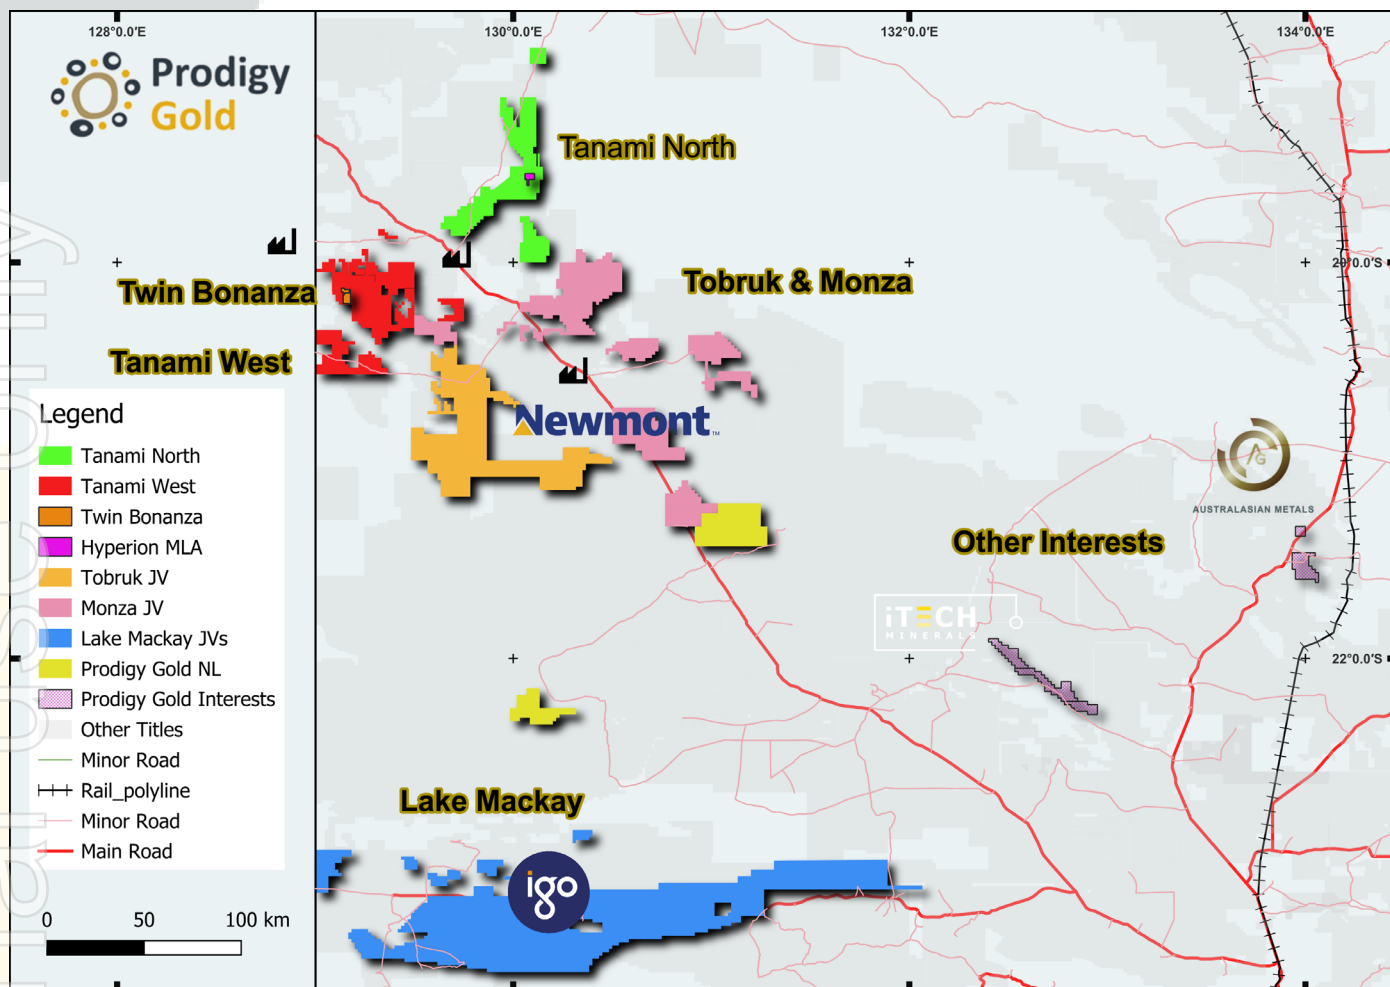 128°0.0'E
130°0.0'E
132°0.0'E
134°0.0'E
Prodigy
Gold
Tanami North
Twin Bonanza
Tobruk & Monza
20°0.0'S
Tanami West
Legend
Tanami North
Tanami West
Twin Bonanza
Hyperion MLA
Tobruk JV
Monza JV
Lake Mackay JVs
Prodigy Gold NL
Prodigy Gold Interests
Other Titles
Minor Road
Rail_polyline
Minor Road
Main Road
0 50 100 km
Newmont™
AG
AUSTRALASIAN METALS
Other Interests
iTECH
MINERALS
22°0.0'S
Lake Mackay
igo